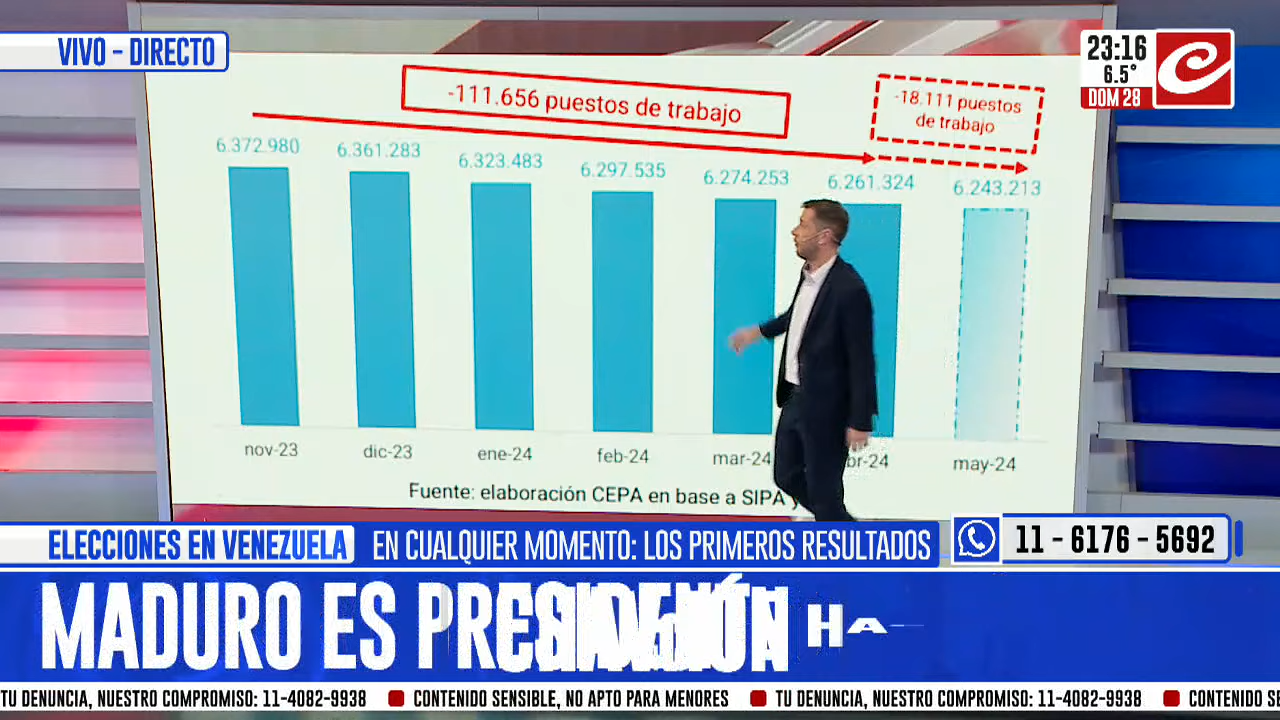 VIVO - DIRECTO
23:16
6.5°
DOM 28
-111.656 puestos de trabajo
-18.111 puestos
de trabajo
6.372.980
6.361.283
6.323.483
6.297.535
6.274.253
6.261.324
6.243.213
nov-23
dic-23
ene-24
feb-24
mar-24
br-24
may-24
Fuente: elaboración CEPA en base a SIPA y
ELECCIONES EN VENEZUELA
EN CUALQUIER MOMENTO: LOS PRIMEROS RESULTADOS
11 - 6176 - 5692
MADURO ES
HA
TU DENUNCIA, NUESTRO COMPROMISO: 11-4082-9938
CONTENIDO SENSIBLE, NO APTO PARA MENORES
TU DENUNCIA, NUESTRO COMPROMISO: 11-4082-9938
CONTENIDO SE